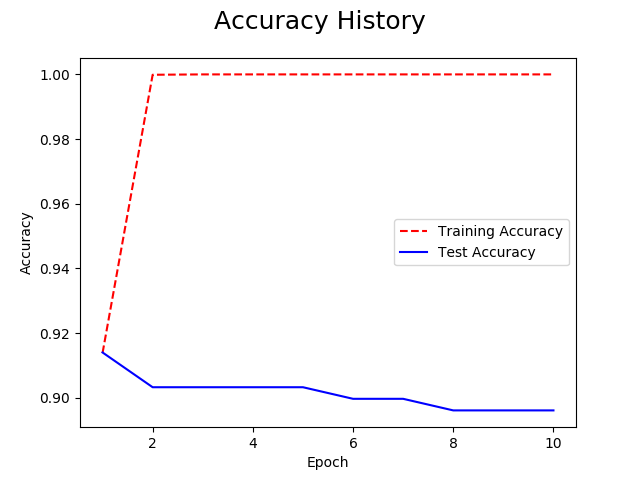 Accuracy History
1.00
0.98
0.96
0.94
0.92
0.90
Accuracy
Training Accuracy
Test Accuracy
2 4 6 8 10
Epoch